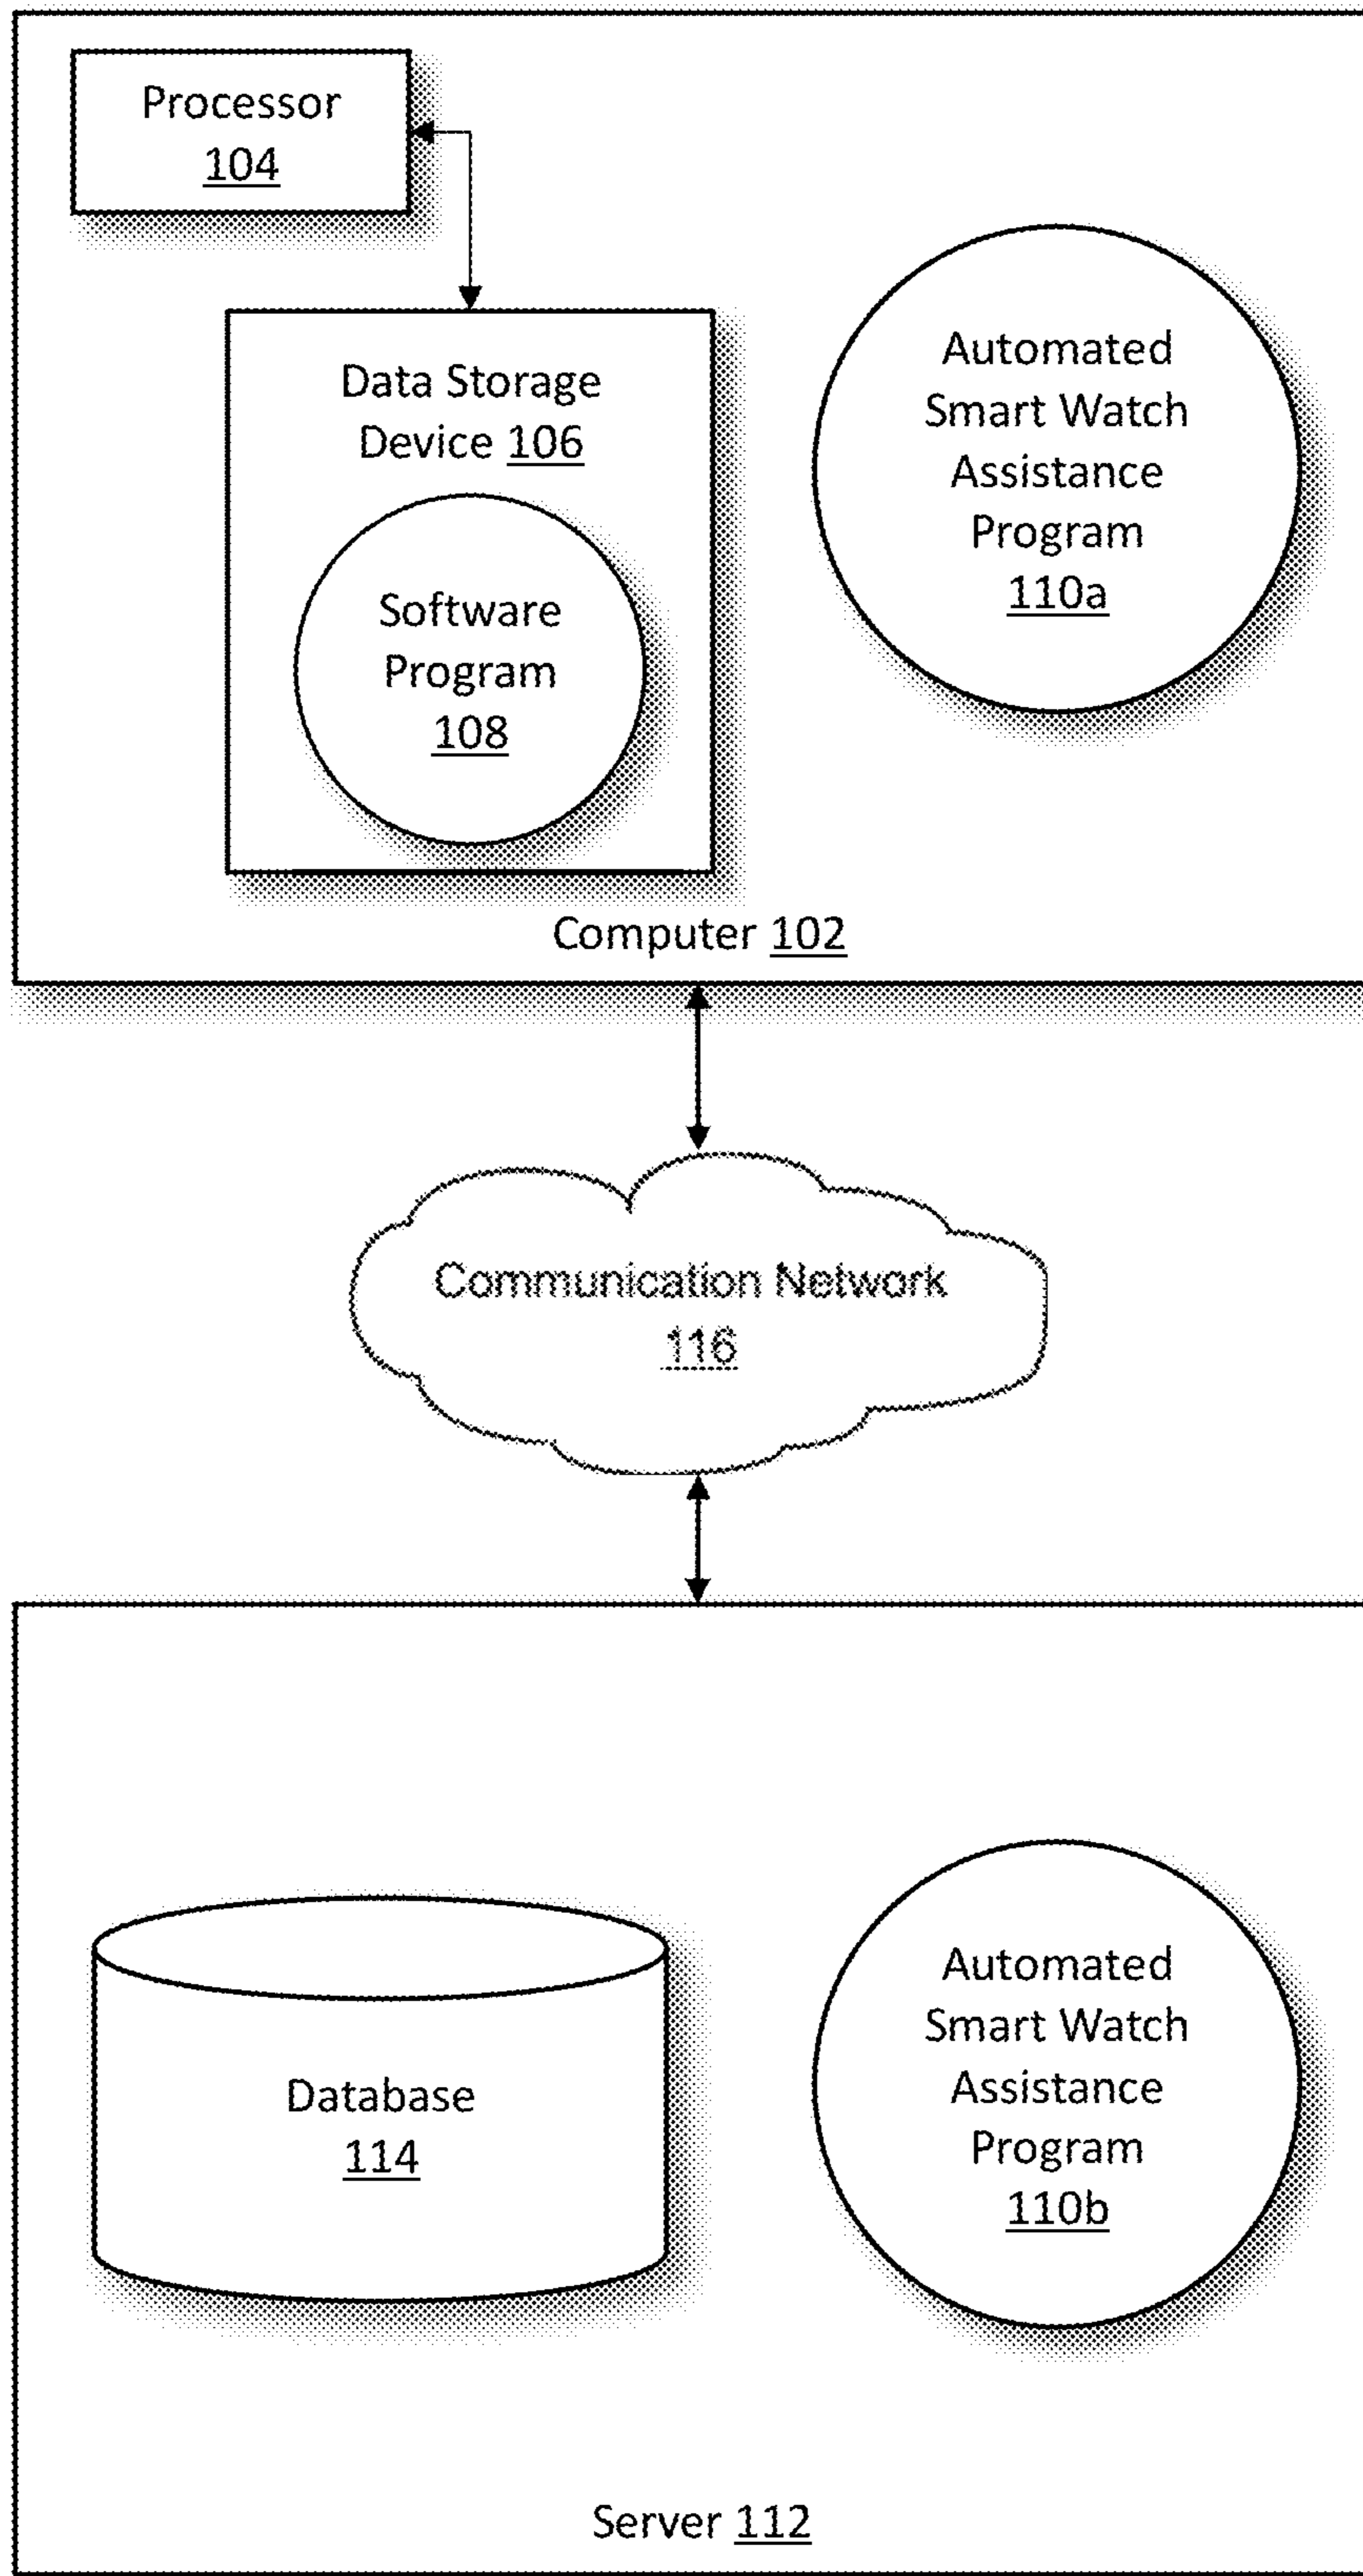 Processor
104
Data Storage
Device 106
Software
Program
108
Automated
Smart Watch
Assistance
Program
110a
Computer 102
Communication Network
116
Database
114
Automated
Smart Watch
Assistance
Program
110b
Server 112